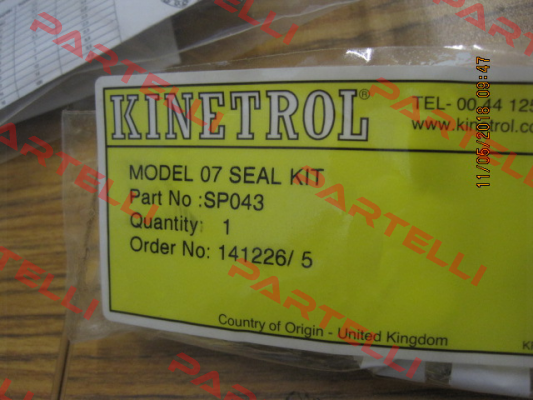 KINETROL®
TEL- 00 44 125
www.kinetrol.co
MODEL 07 SEAL KIT
Part No :SP043
Quantity: 1
Order No: 141226/ 5
Country of Origin - United Kingdom
11/05/2016 09:47
PARTELLI
PARTELLI
PARTELLI
PARTELLI
PARTELLI